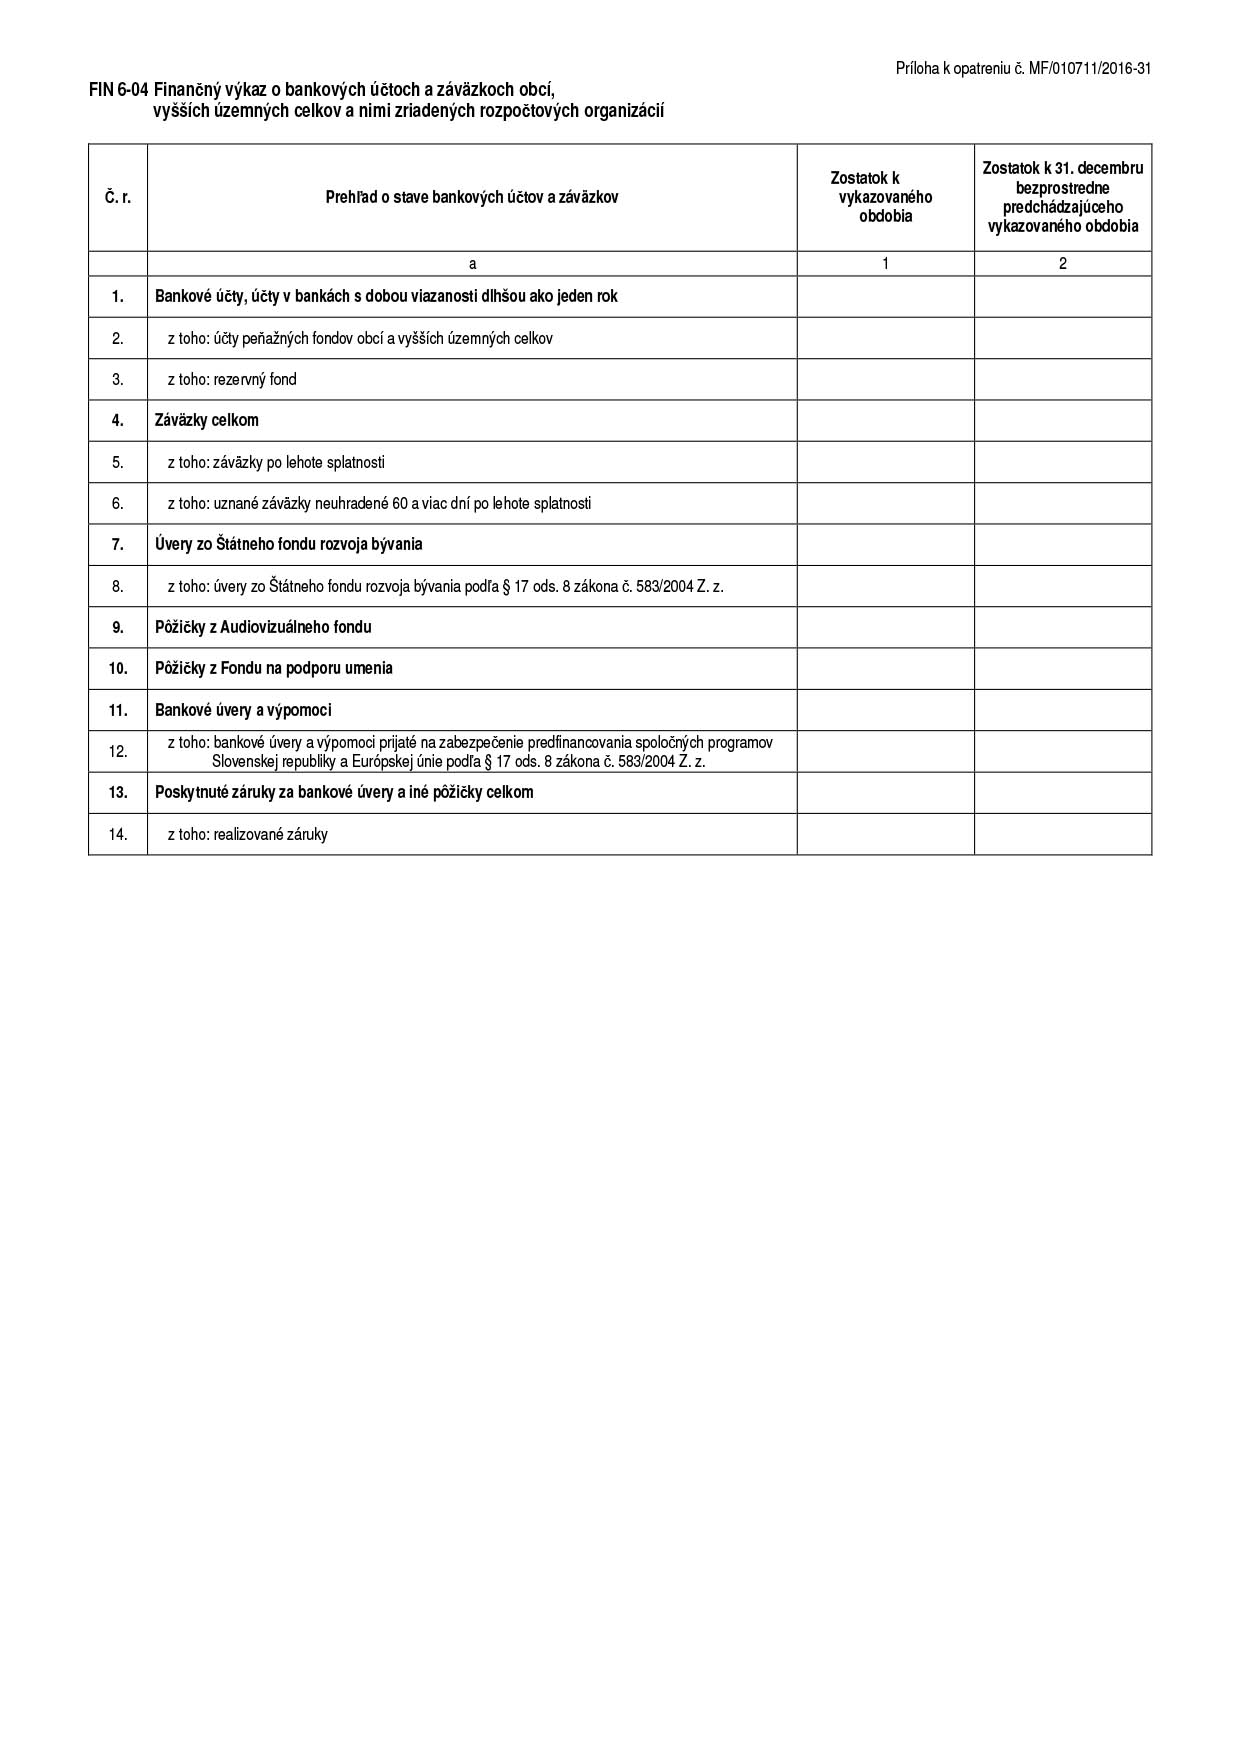 Príloha k opatreniu č. MF/010711/2016-31
FIN 6-04 Finančný výkaz o bankových účtoch a záväzkoch obcí,
vyšších územných celkov a nimi zriadených rozpočtových organizácií
Č. r.
Prehľad o stave bankových účtov a záväzkov
Zostatok k
vykazovaného
obdobia
Zostatok k 31. decembru
bezprostredne
predchádzajúceho
vykazovaného obdobia
a
1
2
1. Bankové účty, účty v bankách s dobou viazanosti dlhšou ako jeden rok
2. z toho: účty peňažných fondov obcí a vyšších územných celkov
3. z toho: rezervný fond
4. Záväzky celkom
5. z toho: záväzky po lehote splatnosti
6. z toho: uznané záväzky neuhradené 60 a viac dní po lehote splatnosti
7. Úvery zo Štátneho fondu rozvoja bývania
8. z toho: úvery zo Štátneho fondu rozvoja bývania podľa § 17 ods. 8 zákona č. 583/2004 Z. z.
9. Pôžičky z Audiovizuálneho fondu
10. Pôžičky z Fondu na podporu umenia
11. Bankové úvery a výpomoci
12. z toho: bankové úvery a výpomoci prijaté na zabezpečenie predfinancovania spoločných programov
Slovenskej republiky a Európskej únie podľa § 17 ods. 8 zákona č. 583/2004 Z. z.
13. Poskytnuté záruky za bankové úvery a iné pôžičky celkom
14. z toho: realizované záruky